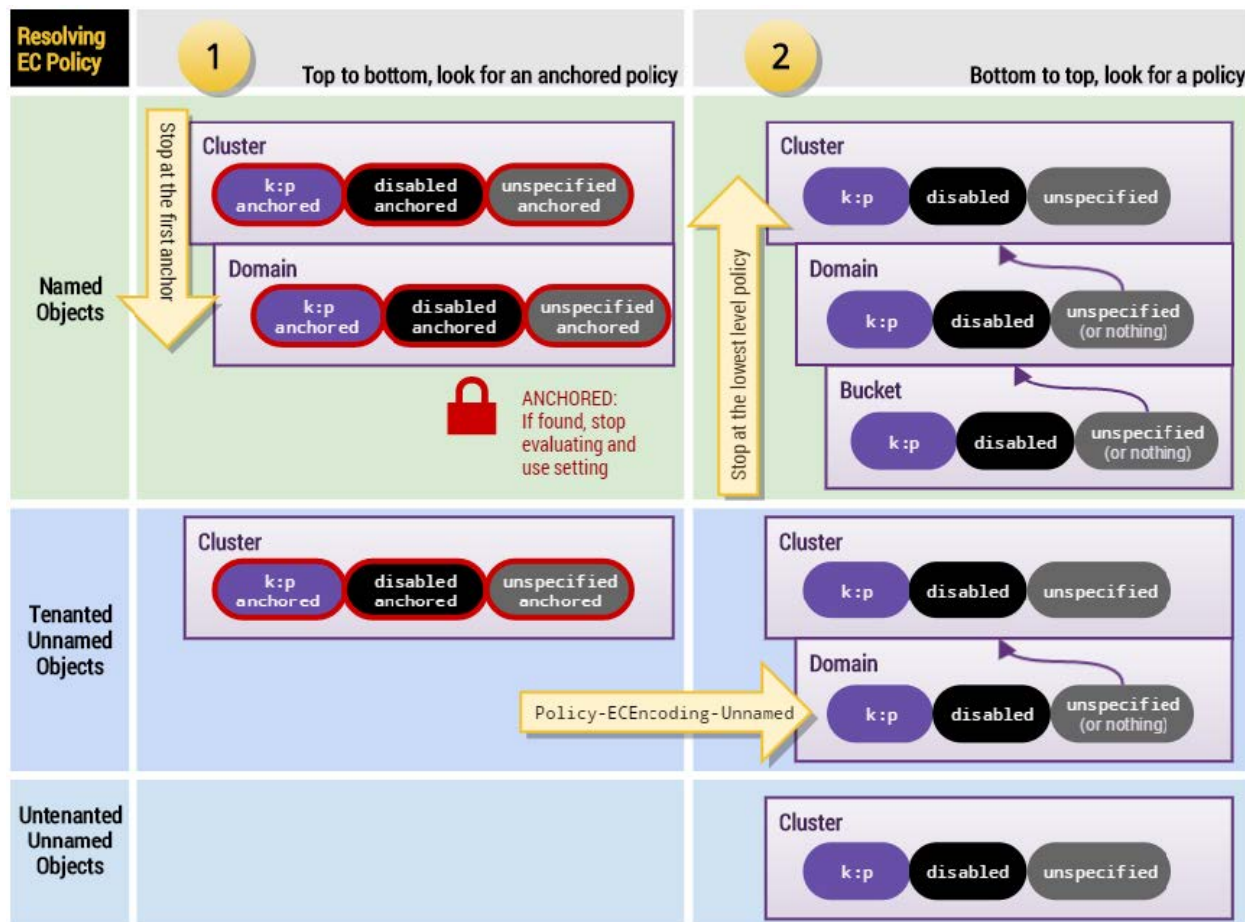 Resolving
EC Policy
1
Top to bottom, look for an anchored policy
2
Bottom to top, look for a policy
Named
Objects
Stop at the first anchor
Cluster
k:p
anchored
disabled
anchored
unspecified
anchored
Domain
k:p
anchored
disabled
anchored
unspecified
anchored
ANCHORED:
If found, stop
evaluating and
use setting
Stop at the lowest level policy
Cluster
k:p
disabled
unspecified
Domain
k:p
disabled
unspecified
(or nothing)
Bucket
k:p
disabled
unspecified
(or nothing)
Tenanted
Unnamed
Objects
Cluster
k:p
anchored
disabled
anchored
unspecified
anchored
Policy-ECEncoding-Unnamed
Cluster
k:p
disabled
unspecified
Domain
k:p
disabled
unspecified
(or nothing)
Untenanted
Unnamed
Objects
Cluster
k:p
disabled
unspecified